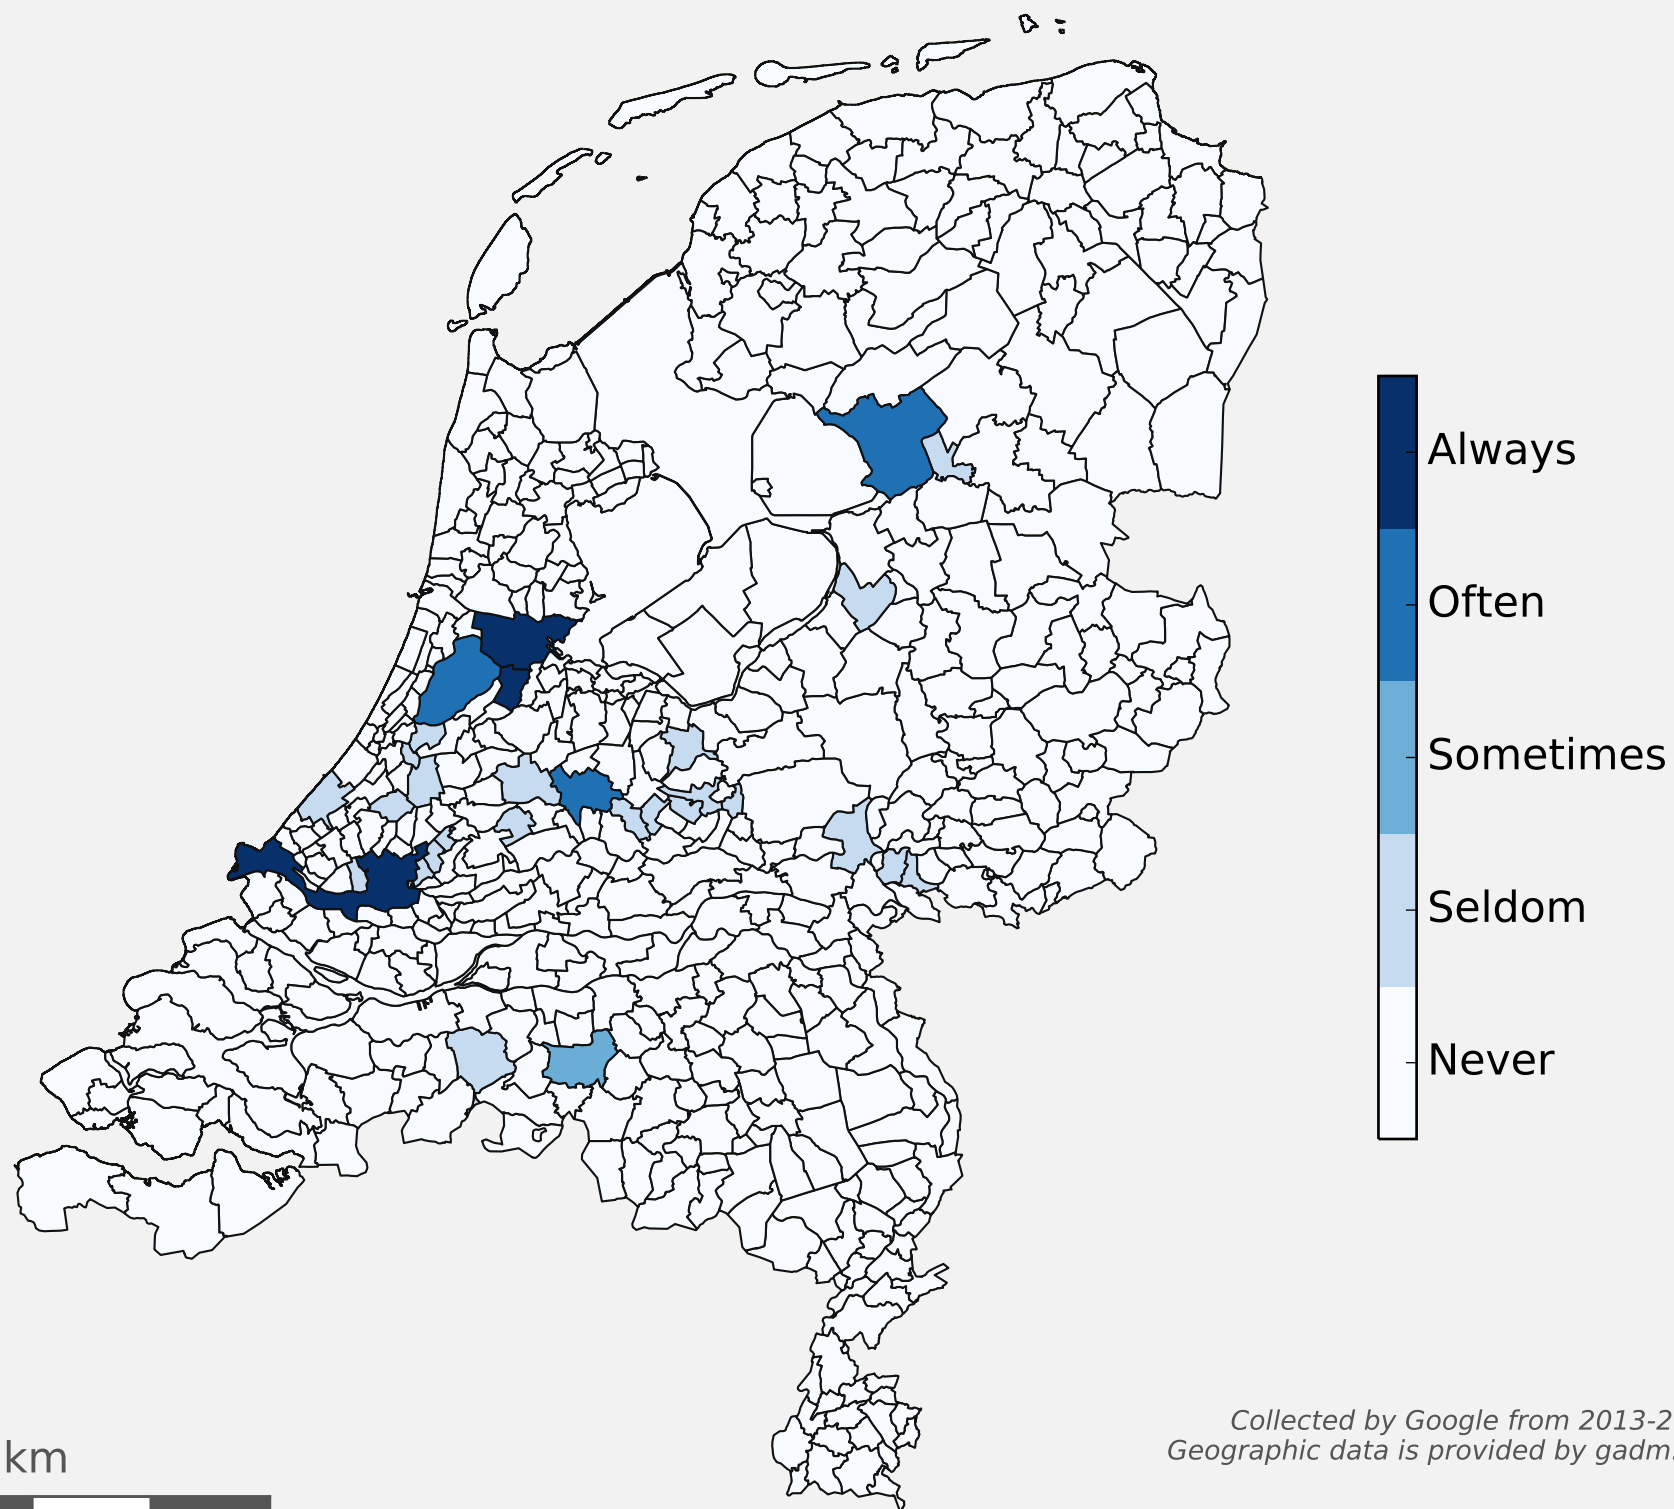 Always
Often
Sometimes
Seldom
Never
Collected by Google from 2013-2
Geographic data is provided by gadm.
km